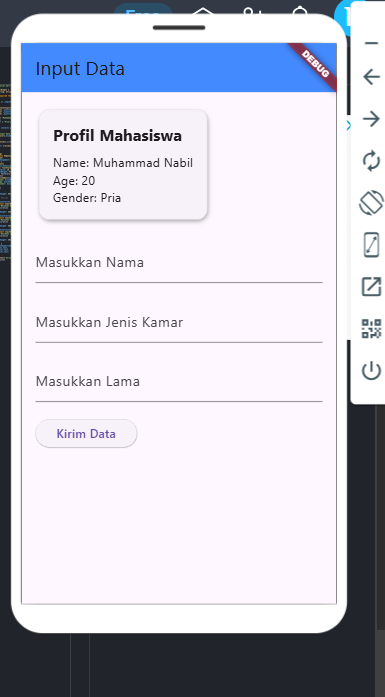 Free
Input Data
DEBUG
Profil Mahasiswa
Name: Muhammad Nabil
Age: 20
Gender: Pria
Masukkan Nama
Masukkan Jenis Kamar
Masukkan Lama
Kirim Data